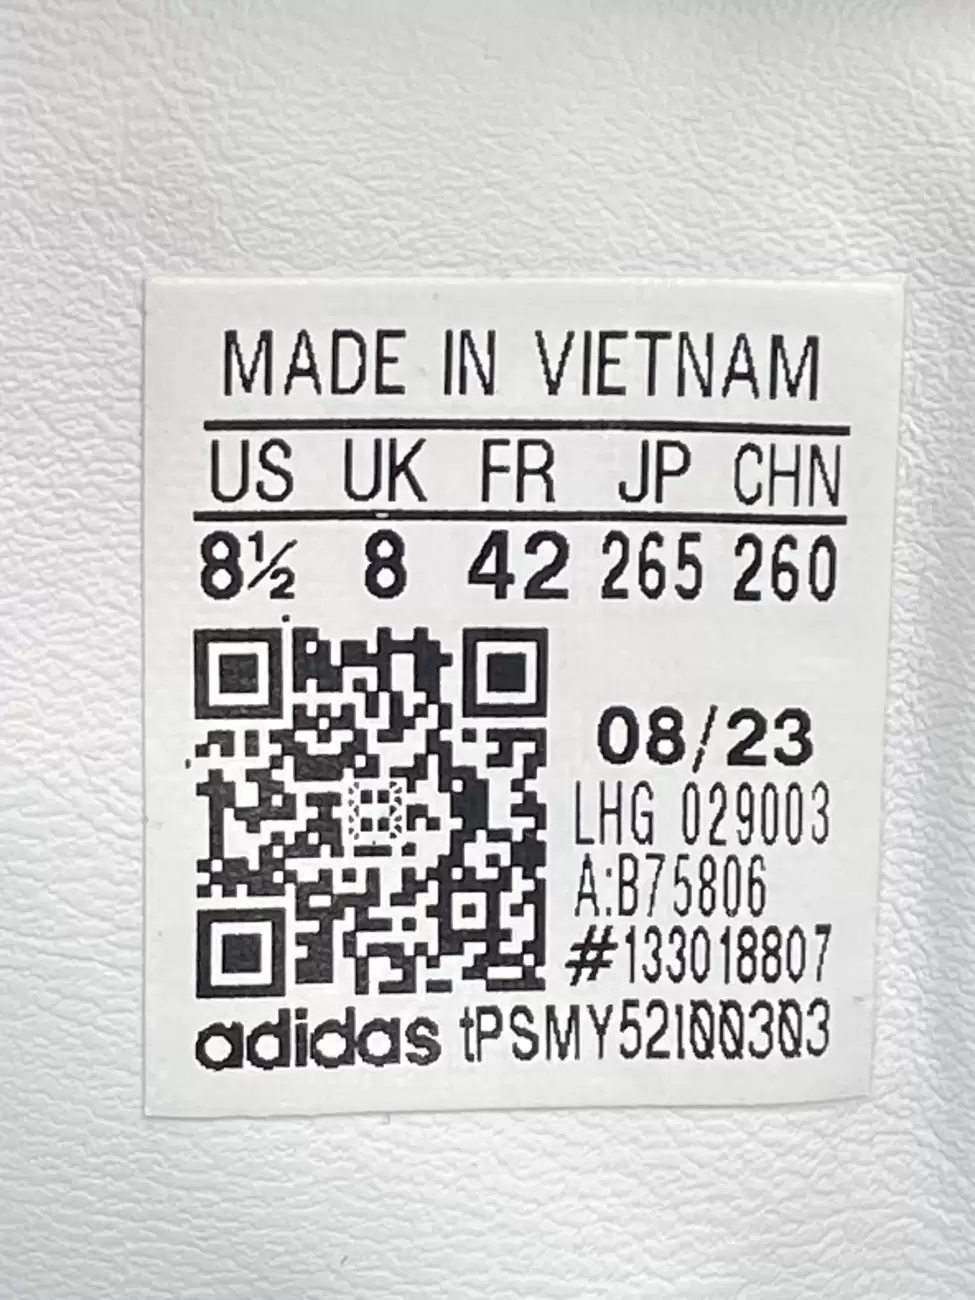 MADE IN VIETNAM
US UK FR JP CHN
8½ 8 42 265 260
08/23
LHG 029003
A:B75806
#133018807
adidas tPSMY52100303